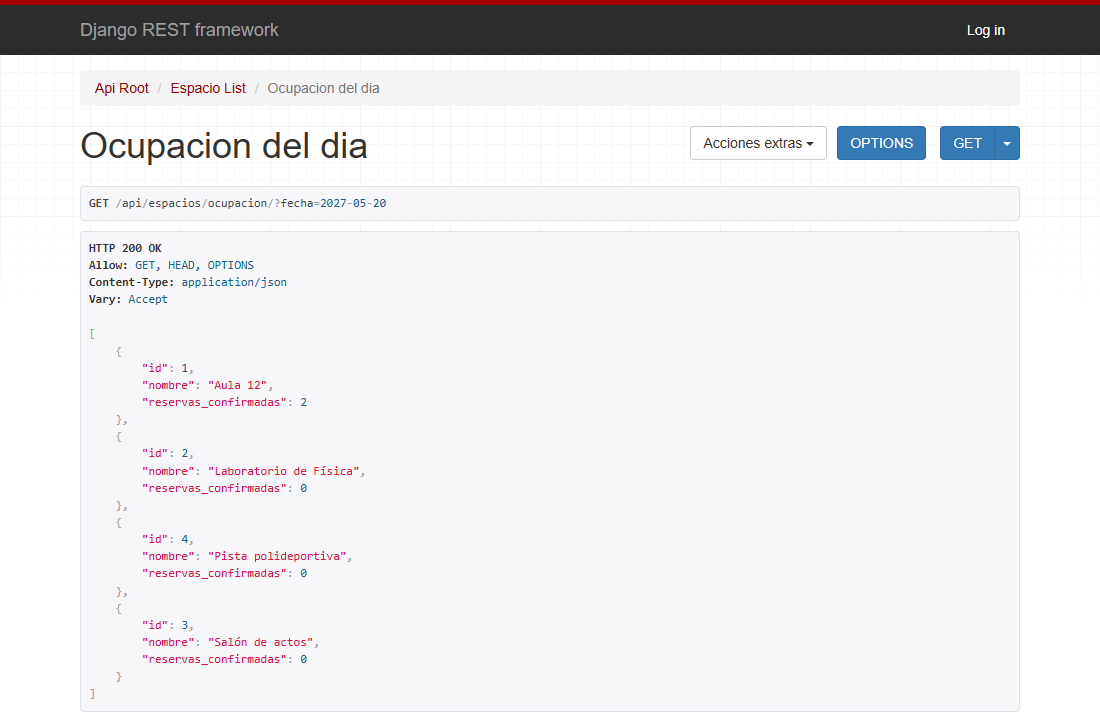 Django REST framework
Log in
Api Root / Espacio List / Ocupacion del dia
Ocupacion del dia
Acciones extras
OPTIONS
GET
GET /api/espacios/ocupacion/?fecha=2027-05-20
HTTP 200 OK
Allow: GET, HEAD, OPTIONS
Content-Type: application/json
Vary: Accept
[
    {
        "id": 1,
        "nombre": "Aula 12",
        "reservas_confirmadas": 2
    },
    {
        "id": 2,
        "nombre": "Laboratorio de Física",
        "reservas_confirmadas": 0
    },
    {
        "id": 4,
        "nombre": "Pista polideportiva",
        "reservas_confirmadas": 0
    },
    {
        "id": 3,
        "nombre": "Salón de actos",
        "reservas_confirmadas": 0
    }
]